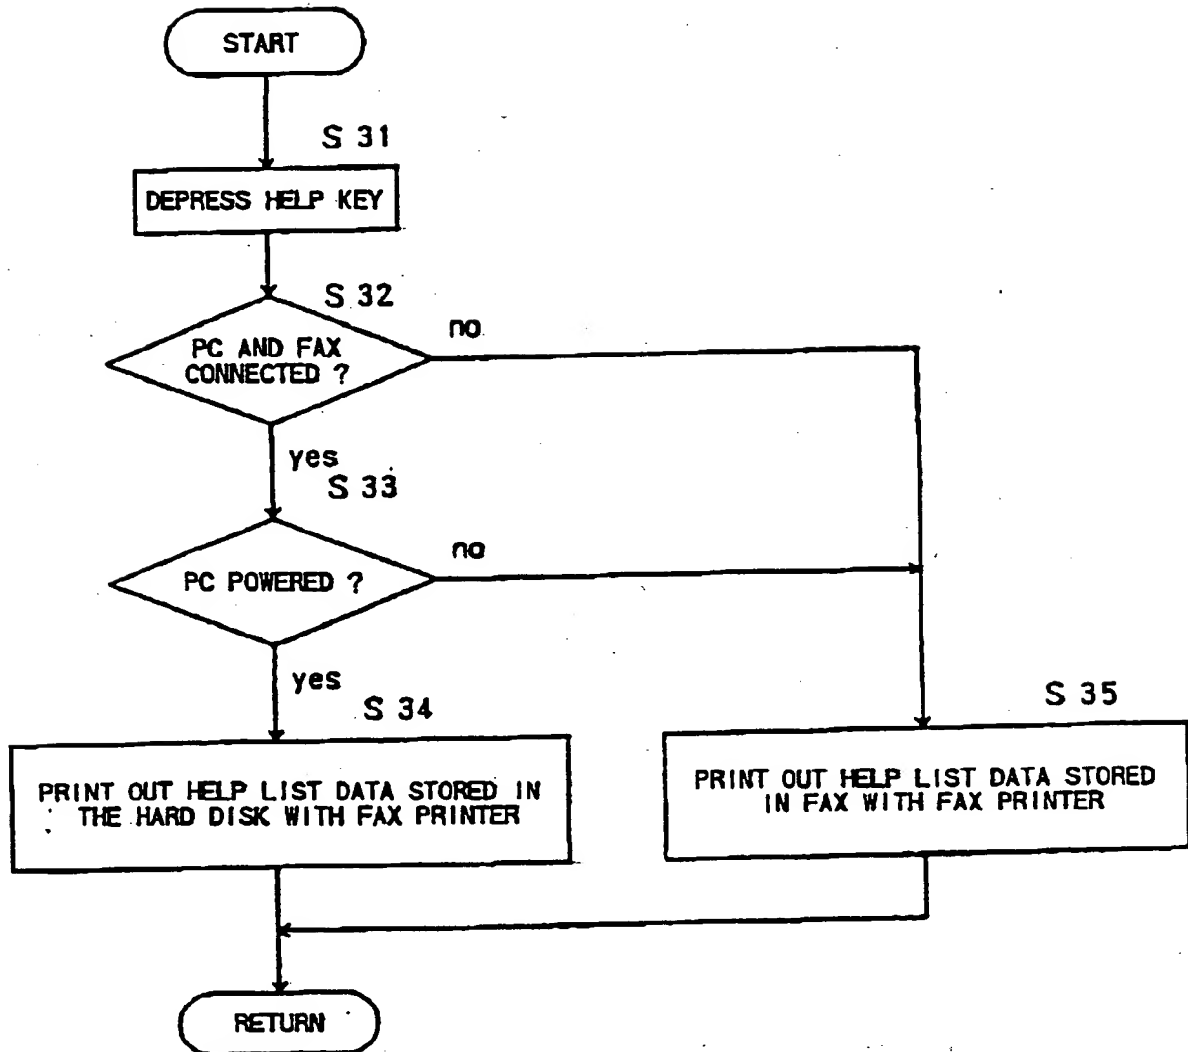 START
S 31
DEPRESS HELP KEY
S 32
no
PC AND FAX
CONNECTED ?
yes
S 33
no
PC POWERED ?
yes
S 34
S 35
PRINT OUT HELP LIST DATA STORED IN
THE HARD DISK WITH FAX PRINTER
PRINT OUT HELP LIST DATA STORED
IN FAX WITH FAX PRINTER
RETURN